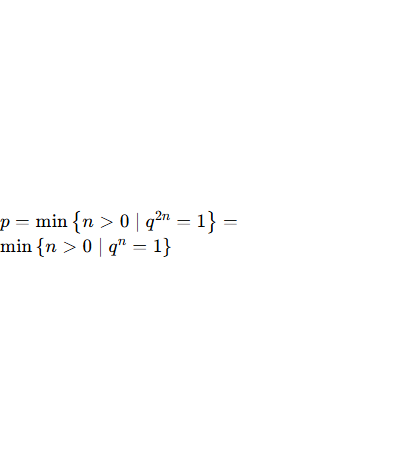 p = min {n > 0 | q^{2n} = 1} =
min {n > 0 | q^n = 1}